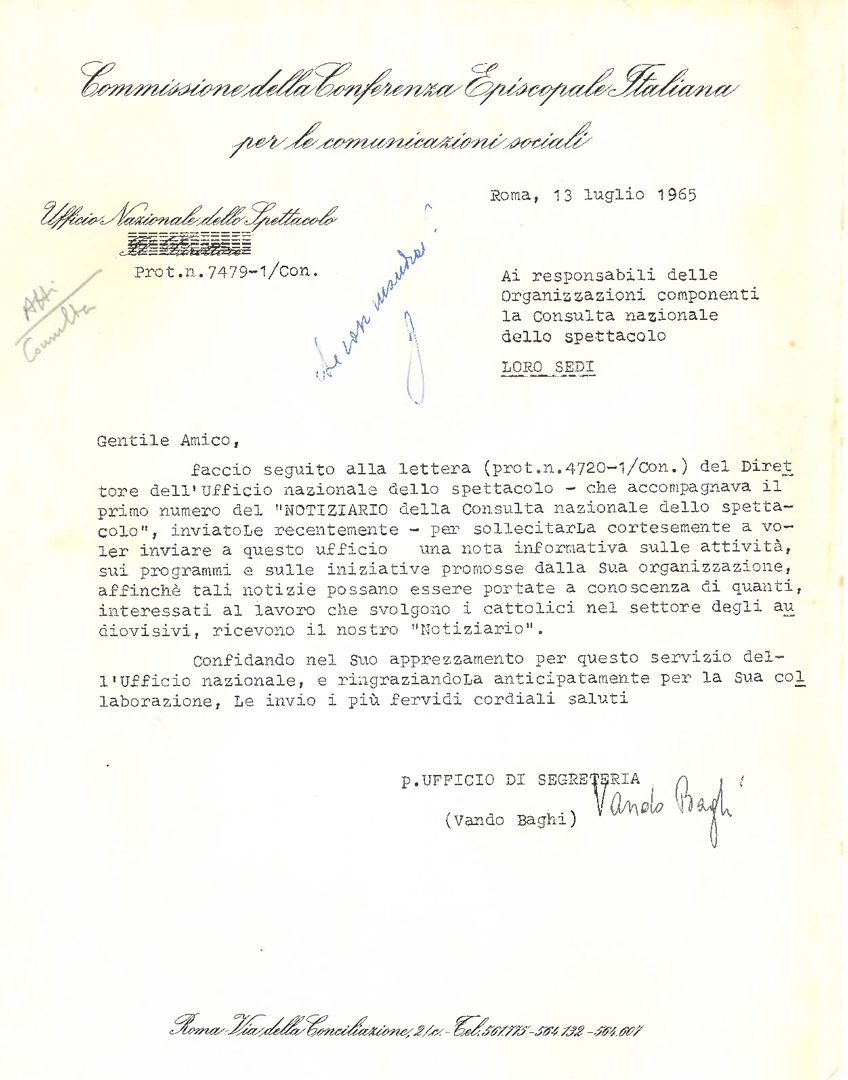 Commissione della Conferenza Episcopale Italiana
per le comunicazioni sociali
Roma, 13 luglio 1965
Ufficio Nazionale dello Spettacolo
Prot.n.7479-1/Con.
Atti
Consulta
Ai responsabili delle
Organizzazioni componenti
la Consulta nazionale
dello spettacolo
LORO SEDI
Gentile Amico,
faccio seguito alla lettera (prot.n.4720-1/Con.) del Diret
tore dell'Ufficio nazionale dello spettacolo - che accompagnava il
primo numero del "NOTIZIARIO della Consulta nazionale dello spetta-
colo", inviatoLe recentemente - per sollecitarLa cortesemente a vo-
ler inviare a questo ufficio una nota informativa sulle attività,
sui programmi e sulle iniziative promosse dalla Sua organizzazione,
affinchè tali notizie possano essere portate a conoscenza di quanti,
interessati al lavoro che svolgono i cattolici nel settore degli au
diovisivi, ricevono il nostro "Notiziario".
Confidando nel Suo apprezzamento per questo servizio del-
l'Ufficio nazionale, e ringraziandoLa anticipatamente per la Sua col
laborazione, Le invio i più fervidi cordiali saluti
p.UFFICIO DI SEGRETERIA
(Vando Baghi)
Vando Baghi
Roma - Via della Conciliazione, 2/c. - Tel. 561.775 - 564.132 - 564.607